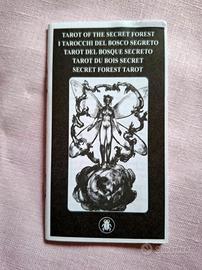 TAROT OF THE SECRET FOREST
I TAROCCHI DEL BOSCO SEGRETO
TAROT DEL BOSQUE SECRETO
TAROT DU BOIS SECRET
SECRET FOREST TAROT
subito